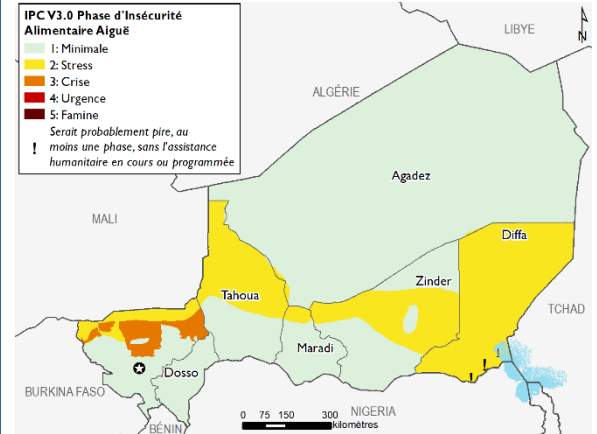 IPC V3.0 Phase d'Insécurité
Alimentaire Aiguë
1: Minimale
2: Stress
3: Crise
4: Urgence
5: Famine
Serait probablement pire, au
moins une phase, sans l'assistance
! humanitaire en cours ou programmée
LIBYE
N
ALGÉRIE
Agadez
MALI
Diffa
Zinder
Tahoua
TCHAD
Maradi
Dosso
BURKINA FASO
NIGERIA
BÉNIN
0 75 150 300
kilomètres
! ! !